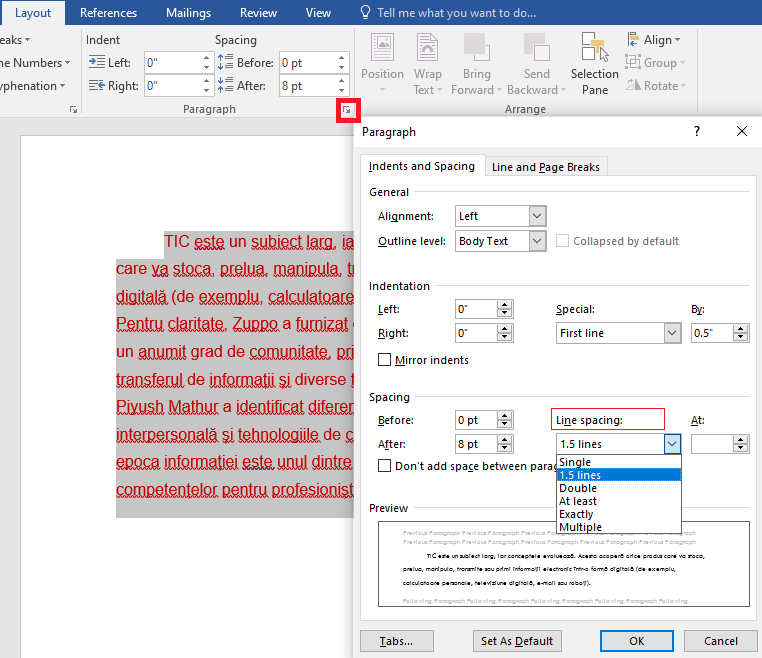 Layout References Mailings Review View Tell me what you want to do...
eaks Indent Spacing
ne Numbers Left: 0" Before: 0 pt
yphenation Right: 0" After: 8 pt
Paragraph
Position Wrap Text Bring Forward Send Backward Selection Pane Align
Group
Rotate
Arrange
TIC este un subiect larg, ia
care va stoca, prelua, manipula, t
digitală (de exemplu, calculatoare
Pentru claritate, Zuppo a furnizat
un anumit grad de comunitate, pri
transferul de informații și diverse t
Piyush Mathur a identificat diferen
interpersonală și tehnologiile de c
epoca informației este unul dintre
competențelor pentru profesionișt
Paragraph ?
Indents and Spacing Line and Page Breaks
General
Alignment: Left
Outline level: Body Text Collapsed by default
Indentation
Left: 0" Special: By:
Right: 0" First line 0.5"
Mirror indents
Spacing
Before: 0 pt Line spacing: At:
After: 8 pt 1.5 lines
Don't add space between para
Single
1.5 lines
Double
At least
Exactly
Multiple
Preview
Previous Paragraph Previous Paragraph Previous Paragraph Previous Paragraph Previous Paragraph Previous Paragraph
Previous Paragraph Previous Paragraph Previous Paragraph Previous Paragraph Previous Paragraph Previous Paragraph
TIC este un subiect larg, iar conceptele evoluează. Acesta acoperă orice produs care va stoca,
prelua, manipula, transmite sau primi informații electronic într-o formă digitală (de exemplu,
calculatoare personale, televiziune digitală, e-mail sau roboți).
Following Paragraph Following Paragraph Following Paragraph Following Paragraph Following Paragraph
Tabs... Set As Default OK Cancel